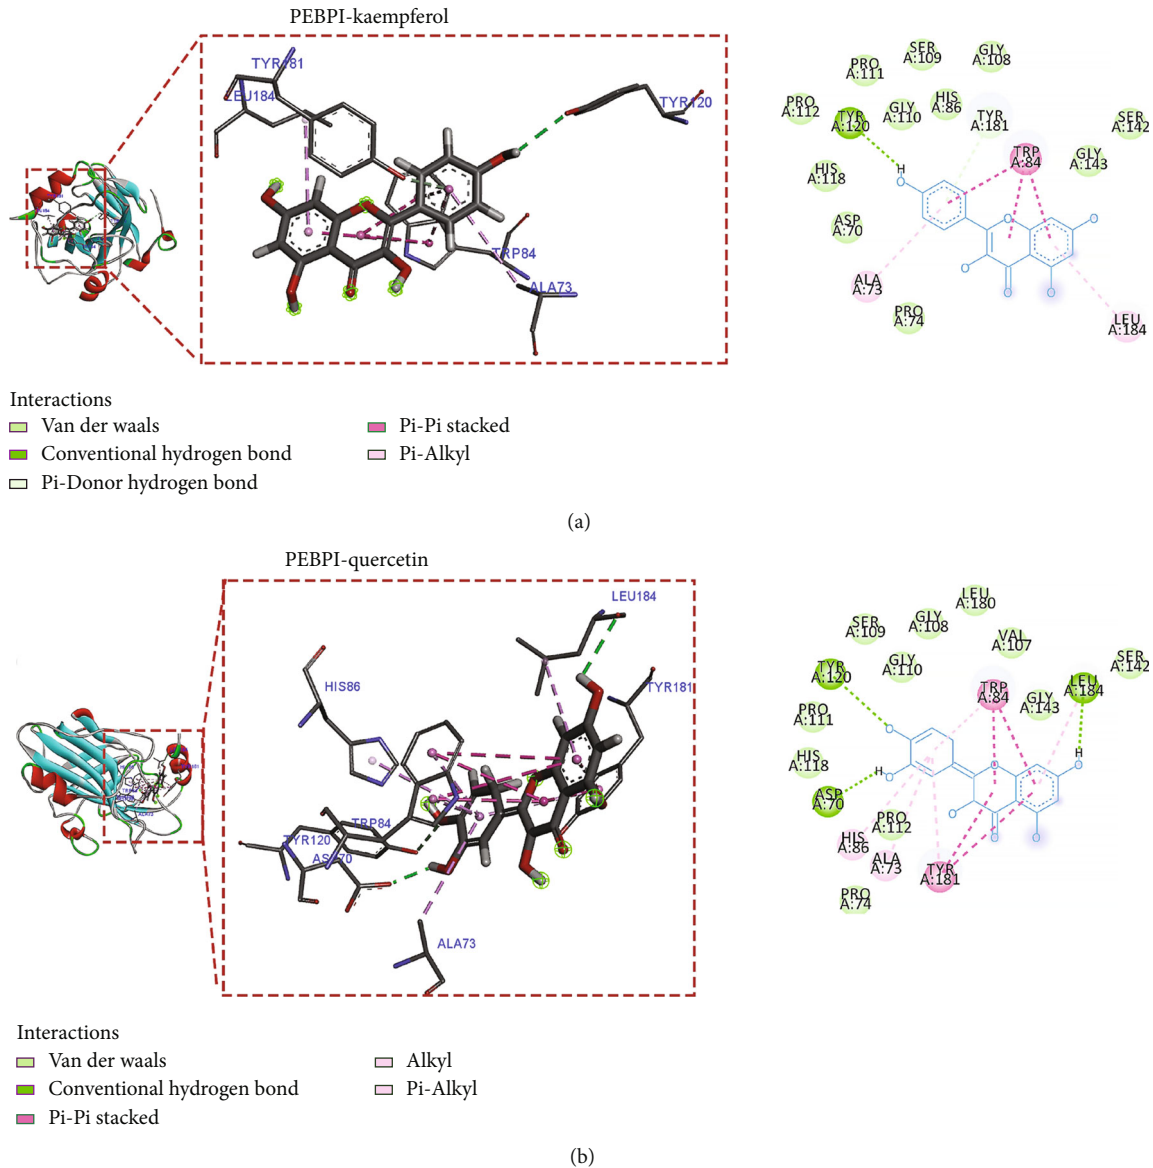 PEBPI-kaempferol
TYR181
LEU184
TYR120
TRP84
ALA73
SER
A:109
GLY
A:108
PRO
A:111
HIS
A:86
PRO
A:112
TYR
A:120
GLY
A:110
TYR
A:181
SER
A:142
TRP
A:84
GLY
A:143
HIS
A:118
H
O
O
O
ASP
A:70
ALA
A:73
O
O
O
PRO
A:74
LEU
A:184
Interactions
Van der waals
Conventional hydrogen bond
Pi-Donor hydrogen bond
Pi-Pi stacked
Pi-Alkyl
(a)
PEBPI-quercetin
LEU184
HIS86
TYR181
TRP84
TYR120
ASP70
ALA73
LEU
A:180
SER
A:109
GLY
A:108
VAL
A:107
TYR
A:120
GLY
A:110
SER
A:142
TRP
A:84
LEU
A:184
GLY
A:143
PRO
A:111
O
H
HIS
A:118
H
O
O
O
ASP
A:70
O
O
O
PRO
A:112
HIS
A:86
ALA
A:73
TYR
A:181
PRO
A:74
Interactions
Van der waals
Conventional hydrogen bond
Pi-Pi stacked
Alkyl
Pi-Alkyl
(b)